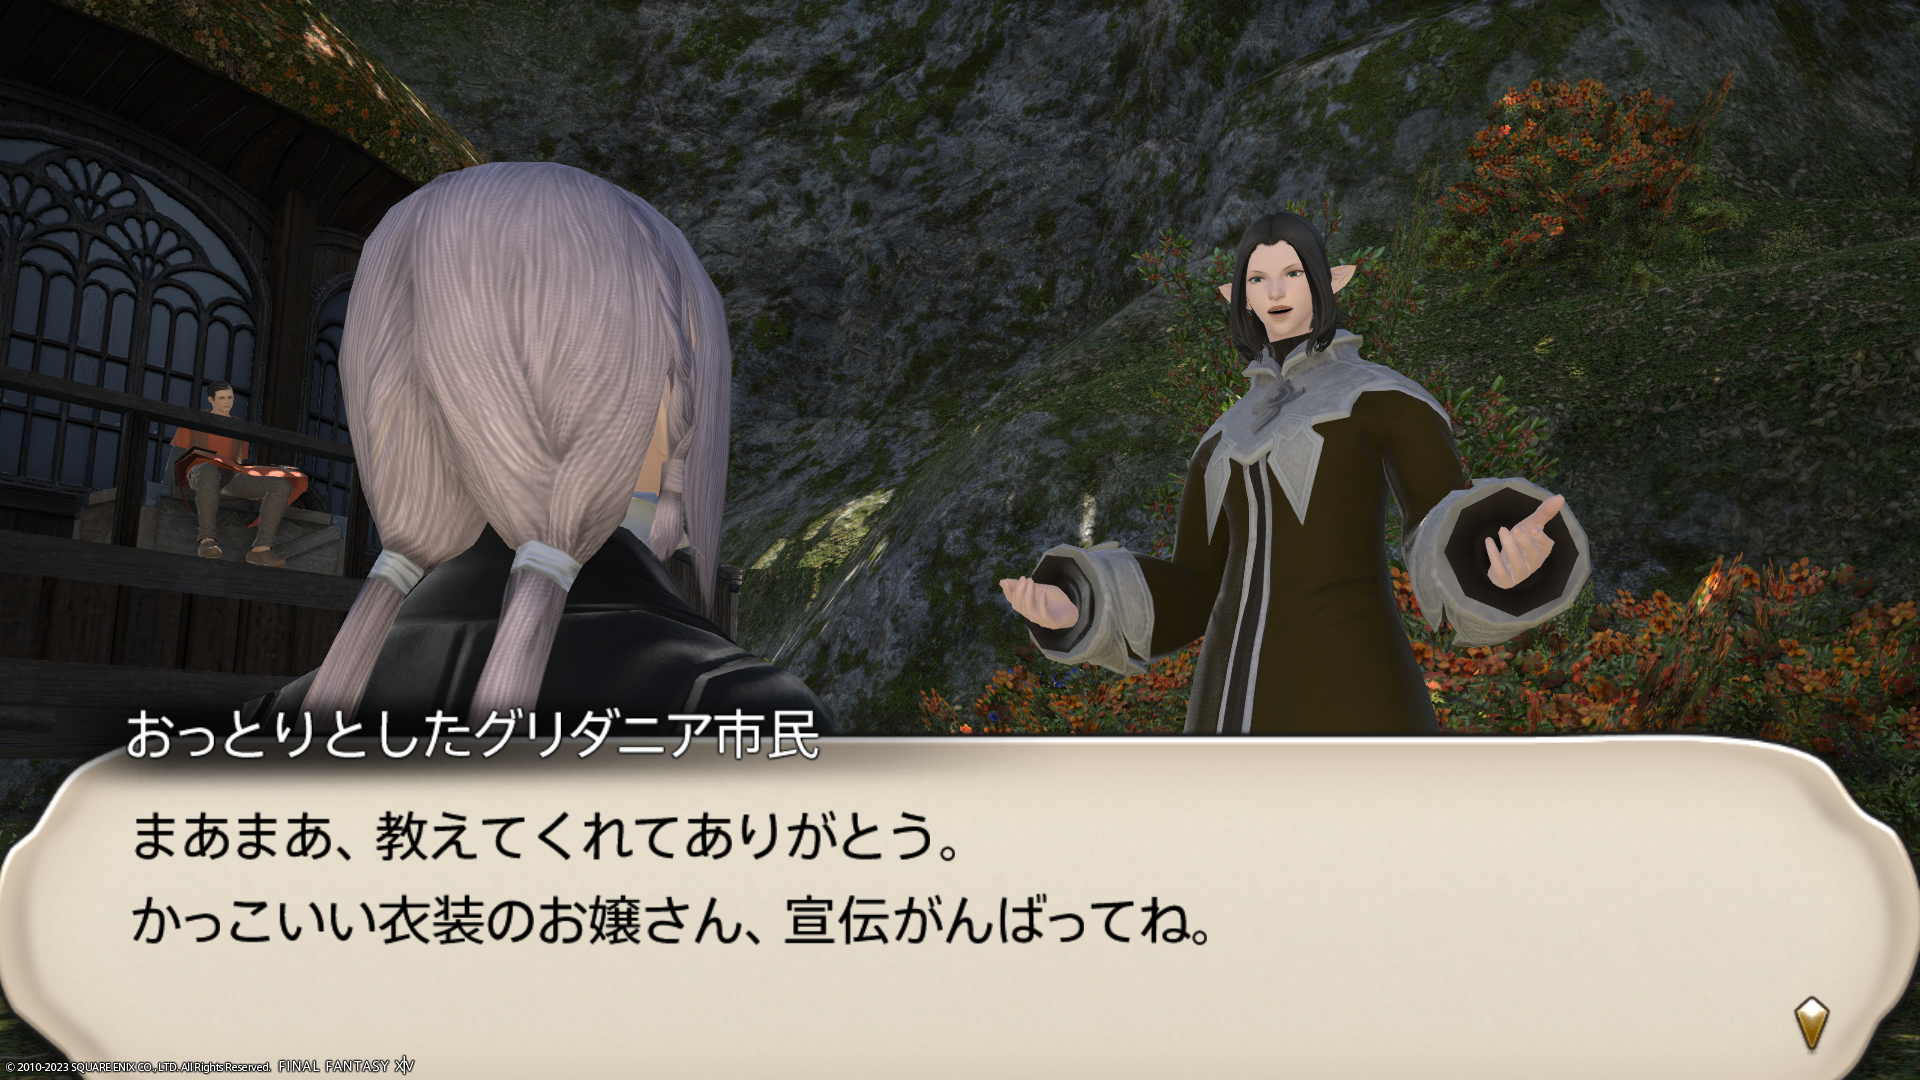 おっとりとしたグリダニア市民
まあまあ、教えてくれてありがとう。
かっこいい衣装のお嬢さん、宣伝がんばってね。
© 2010-2023 SQUARE ENIX CO., LTD. All Rights Reserved. FINAL FANTASY XIV